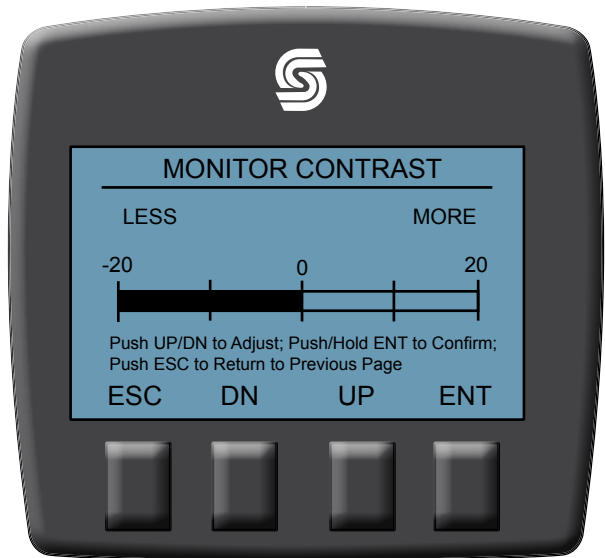 MONITOR CONTRAST
LESS MORE
-20 0 20
Push UP/DN to Adjust; Push/Hold ENT to Confirm;
Push ESC to Return to Previous Page
ESC DN UP ENT